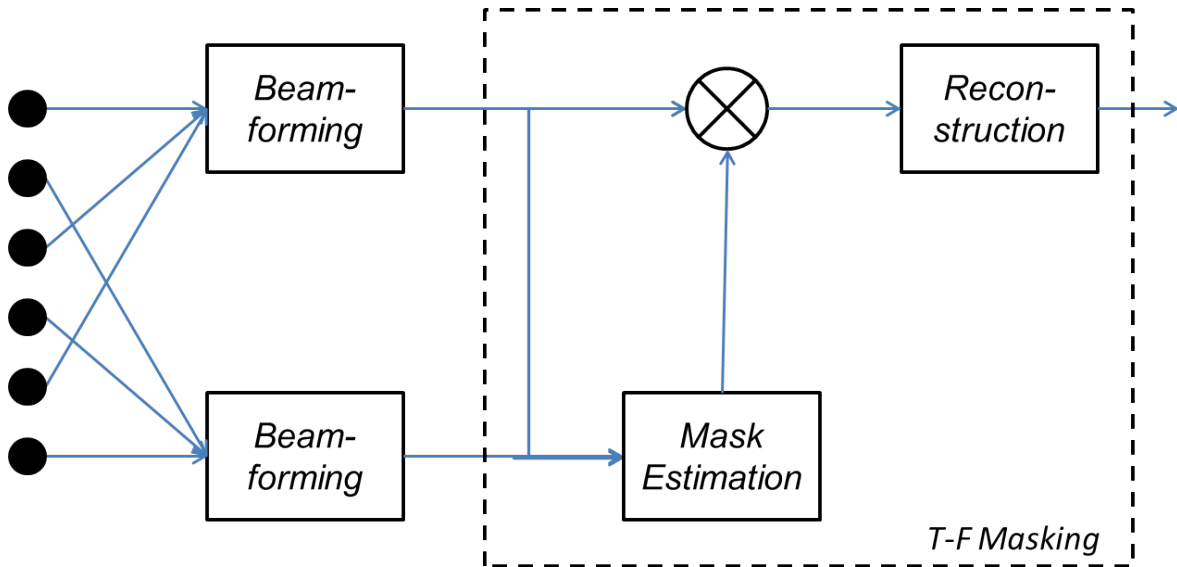 Beam-
forming
Recon-
struction
Beam-
forming
Mask
Estimation
T-F Masking